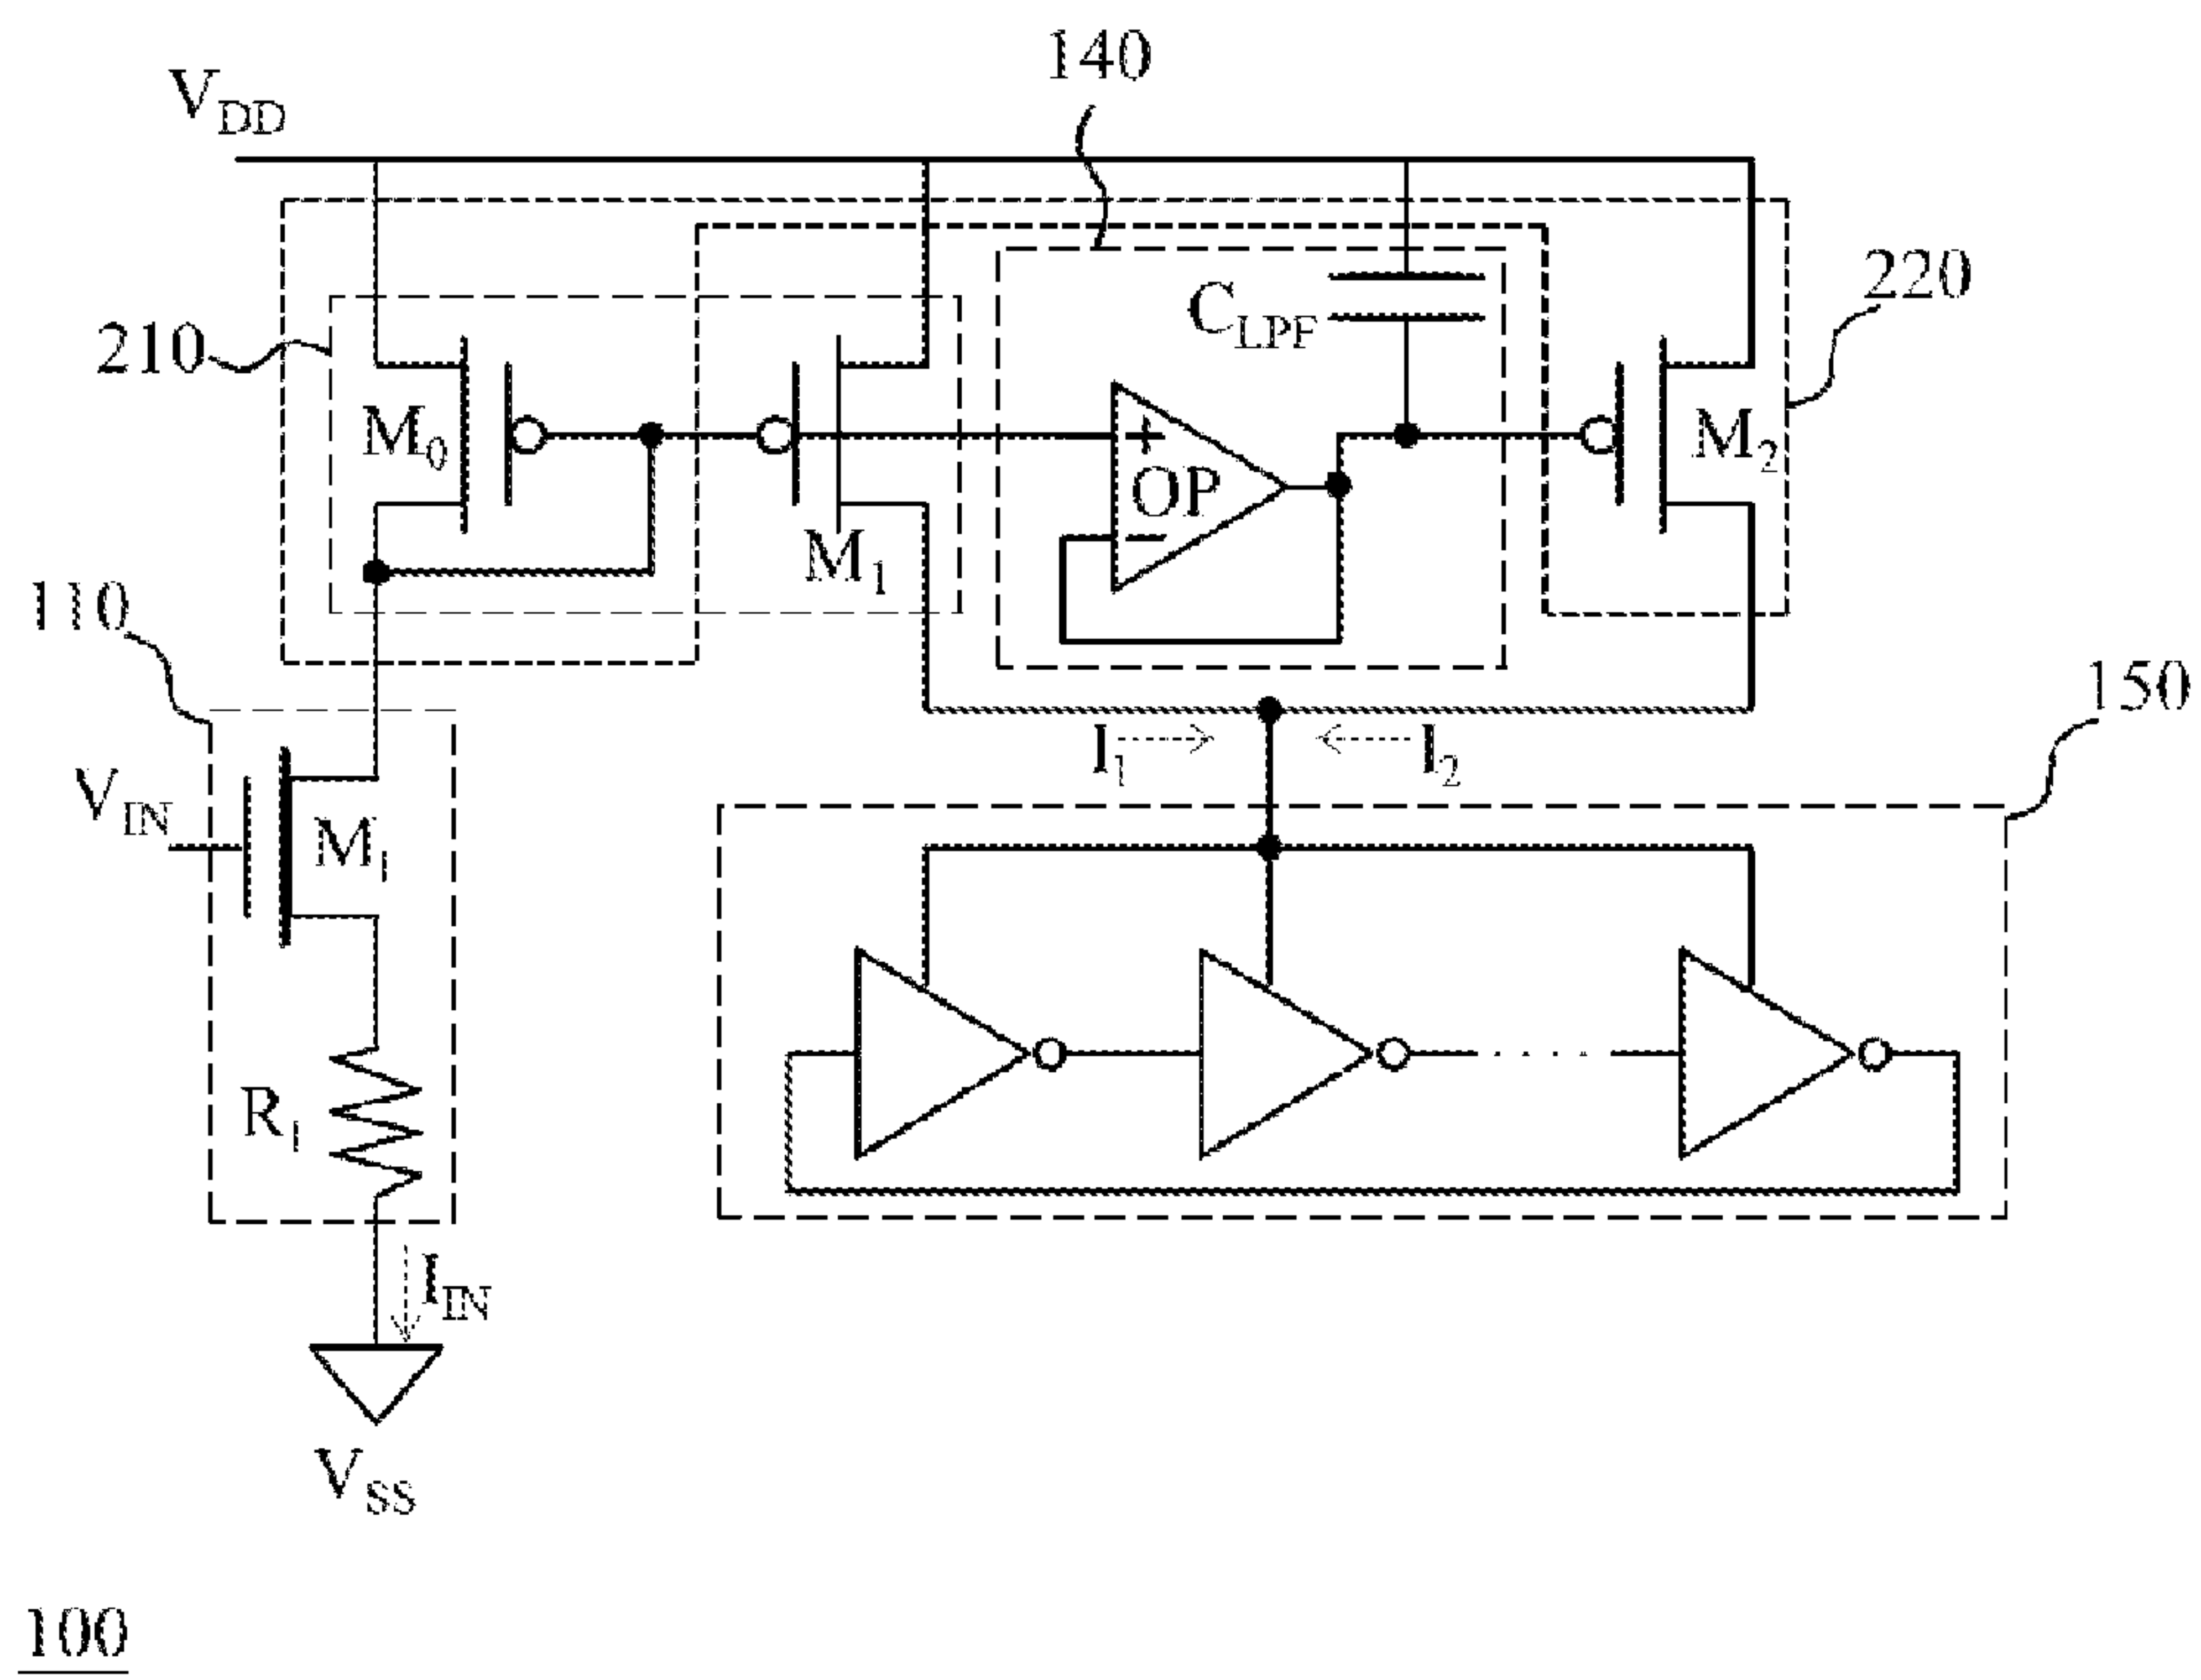 140
V_DD
220
C_LPF
210
M_0
M_2
+
OP
−
M_1
110
150
I_1
I_2
V_IN
M_I
R_I
I_IN
V_SS
100